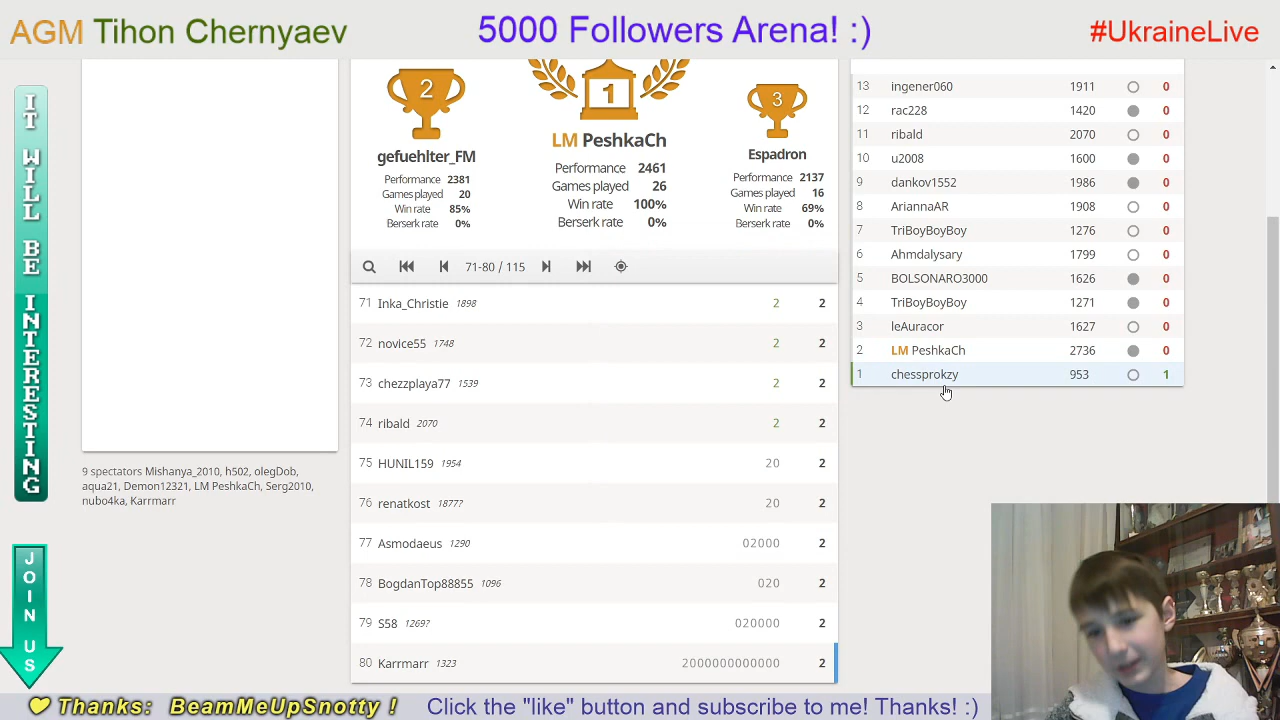 AGM Tihon Chernyaev
5000 Followers Arena! :)
#UkraineLive
IT WILL BE INTERESTING
JOIN US
2
gefuehlter_FM
Performance 2381
Games played 20
Win rate 85%
Berserk rate 0%
1
LM PeshkaCh
Performance 2461
Games played 26
Win rate 100%
Berserk rate 0%
3
Espadron
Performance 2137
Games played 16
Win rate 69%
Berserk rate 0%
71-80 / 115
71 Inka_Christie 1898 2 2
72 novice55 1748 2 2
73 chezzplaya77 1539 2 2
74 ribald 2070 2 2
75 HUNIL159 1954 20 2
76 renatkost 1877? 20 2
77 Asmodaeus 1290 02000 2
78 BogdanTop88855 1096 020 2
79 S58 1269? 020000 2
80 Karrmarr 1323 2000000000000 2
13 ingener060 1911 0
12 rac228 1420 0
11 ribald 2070 0
10 u2008 1600 0
9 dankov1552 1986 0
8 AriannaAR 1908 0
7 TriBoyBoyBoy 1276 0
6 Ahmdalysary 1799 0
5 BOLSONARO3000 1626 0
4 TriBoyBoyBoy 1271 0
3 leAuracor 1627 0
2 LM PeshkaCh 2736 0
1 chessprokzy 953 1
9 spectators Mishanya_2010, h502, olegDob,
aqua21, Demon12321, LM PeshkaCh, Serg2010,
nubo4ka, Karrmarr
Thanks: BeamMeUpSnotty !
Click the "like" button and subscribe to me! Thanks! :)